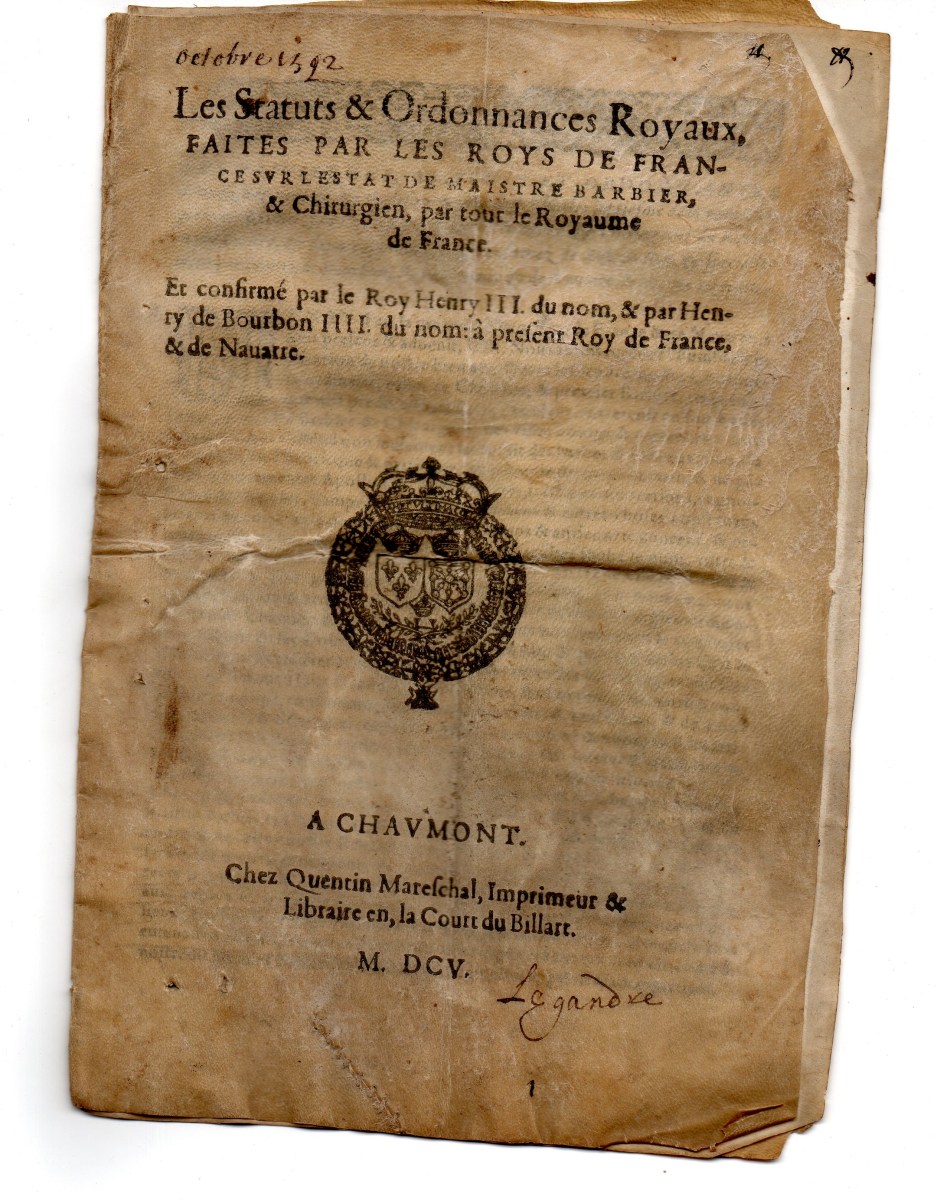 octobre 1592
Les Statuts & Ordonnances Royaux,
FAITES PAR LES ROYS DE FRAN-
CE SVR LESTAT DE MAISTRE BARBIER,
& Chirurgien, par tout le Royaume
de France.
Et confirmé par le Roy Henry III. du nom, & par Hen-
ry de Bourbon IIII. du nom: à preſent Roy de France,
& de Nauarre.
A CHAVMONT.
Chez Quentin Mareſchal, Imprimeur &
Libraire en, la Court du Billart.
M. DCV.
Legandre
1